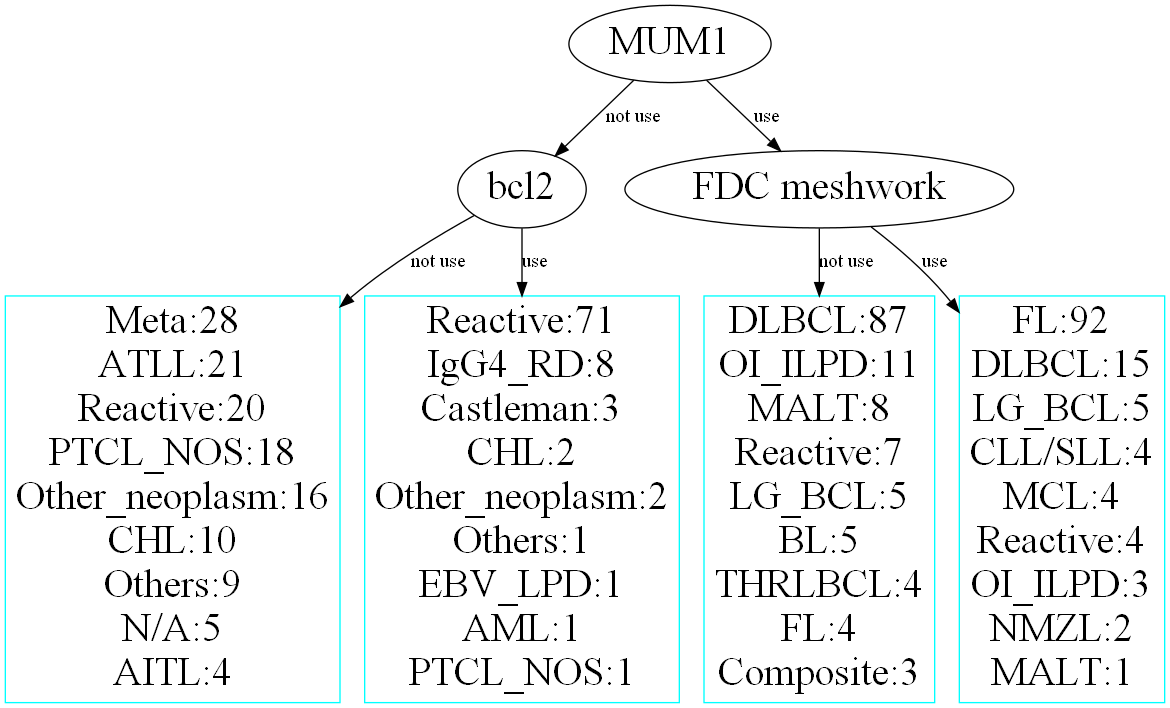 MUM1
not use
use
bcl2
FDC meshwork
not use
use
not use
use
Meta:28
ATLL:21
Reactive:20
PTCL_NOS:18
Other_neoplasm:16
CHL:10
Others:9
N/A:5
AITL:4
Reactive:71
IgG4_RD:8
Castleman:3
CHL:2
Other_neoplasm:2
Others:1
EBV_LPD:1
AML:1
PTCL_NOS:1
DLBCL:87
OI_ILPD:11
MALT:8
Reactive:7
LG_BCL:5
BL:5
THRLBCL:4
FL:4
Composite:3
FL:92
DLBCL:15
LG_BCL:5
CLL/SLL:4
MCL:4
Reactive:4
OI_ILPD:3
NMZL:2
MALT:1